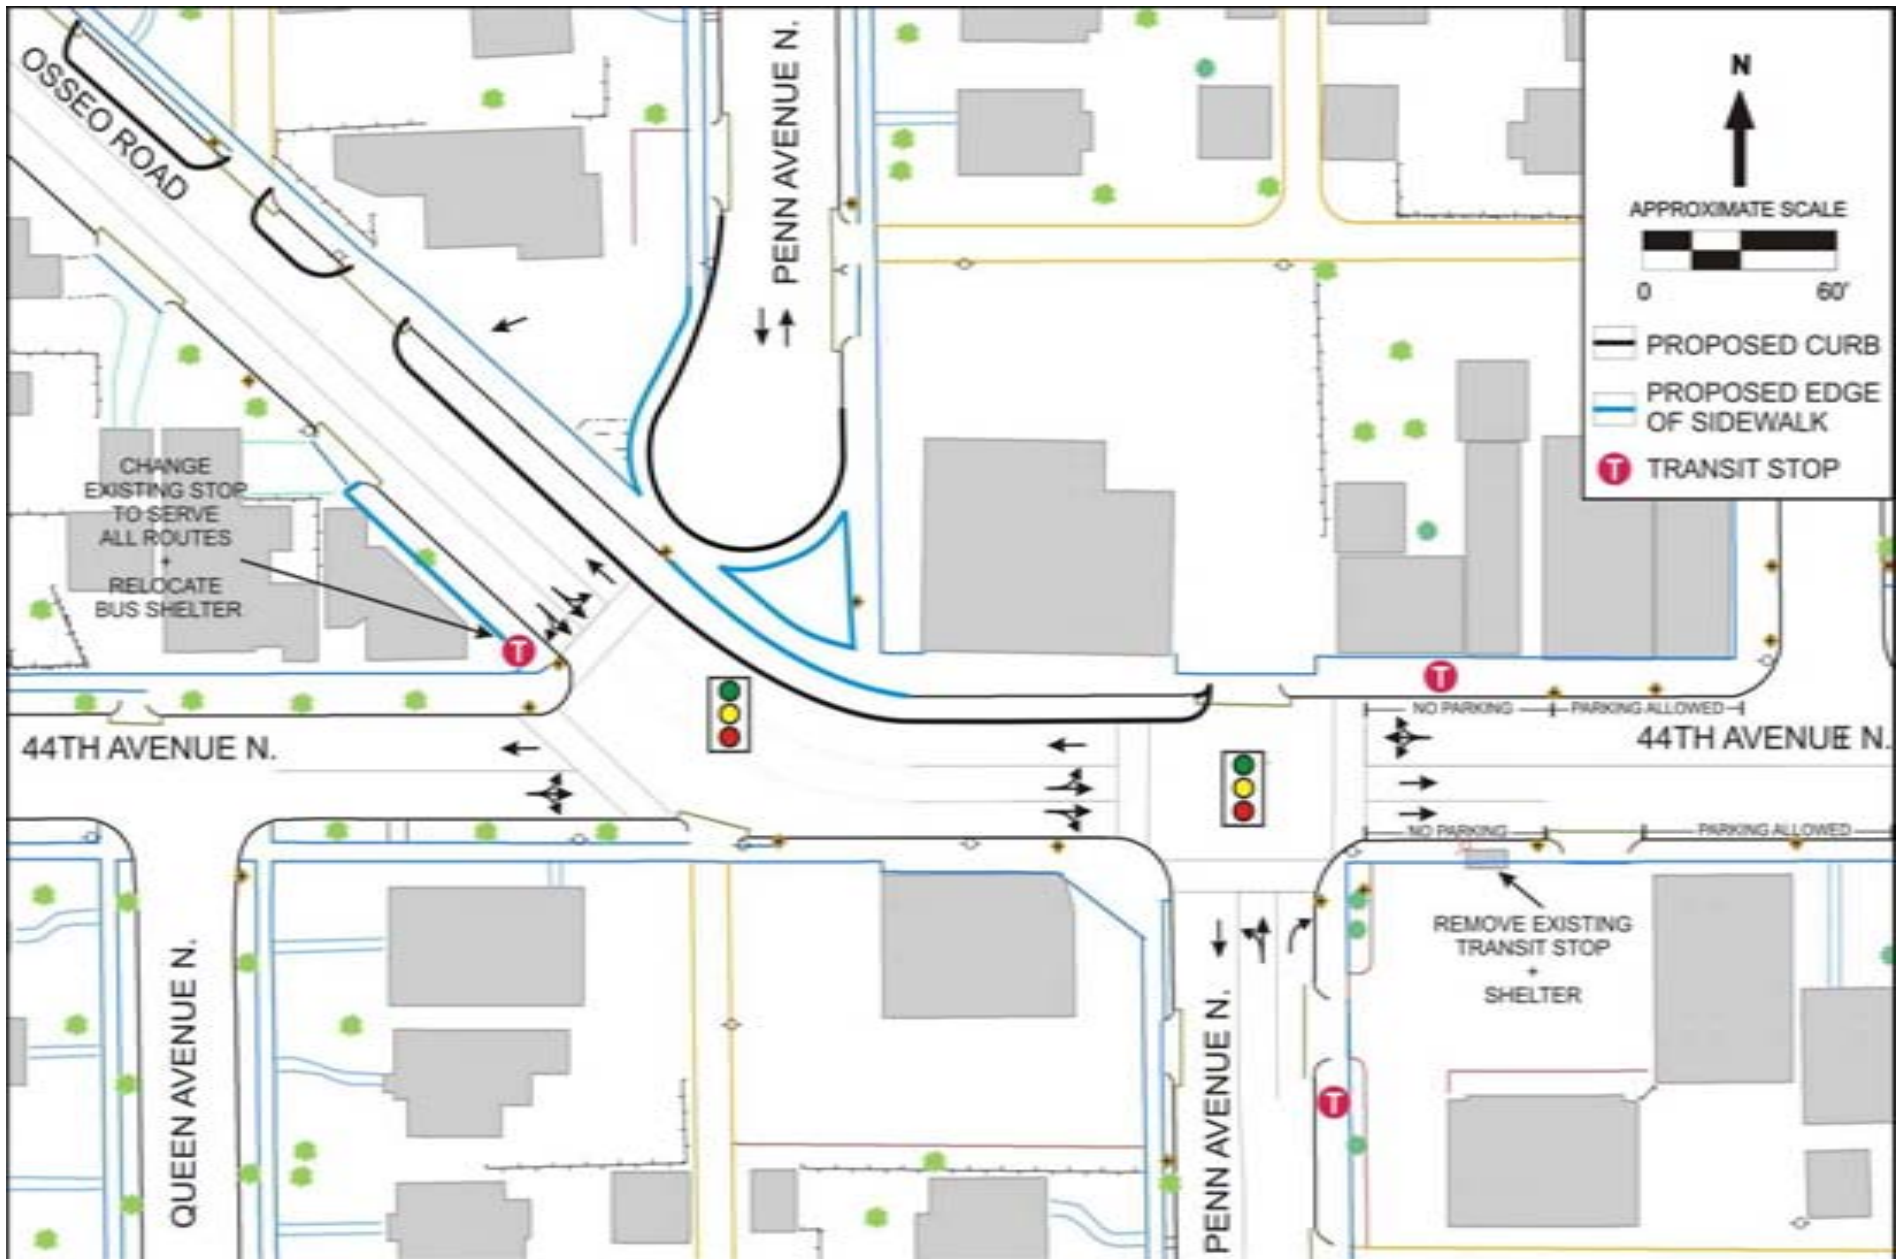 OSSEO ROAD
PENN AVENUE N.
N
APPROXIMATE SCALE
0 60'
PROPOSED CURB
PROPOSED EDGE
OF SIDEWALK
T TRANSIT STOP
CHANGE
EXISTING STOP
TO SERVE
ALL ROUTES
+
RELOCATE
BUS SHELTER
T
T
NO PARKING
PARKING ALLOWED
44TH AVENUE N.
44TH AVENUE N.
NO PARKING
PARKING ALLOWED
REMOVE EXISTING
TRANSIT STOP
+
SHELTER
QUEEN AVENUE N.
PENN AVENUE N.
T